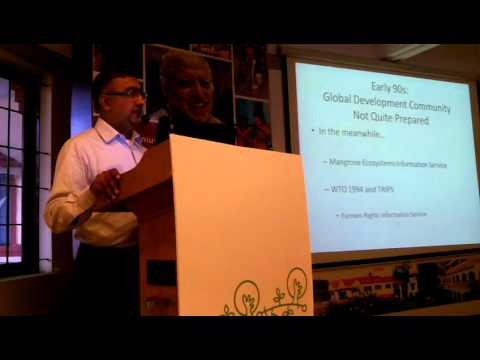 Early 90s:
Global Development Community
Not Quite Prepared
• In the meanwhile...
– Mangrove Ecosystems Information Service
– WTO 1994 and TRIPS
• Farmers Rights Information Service